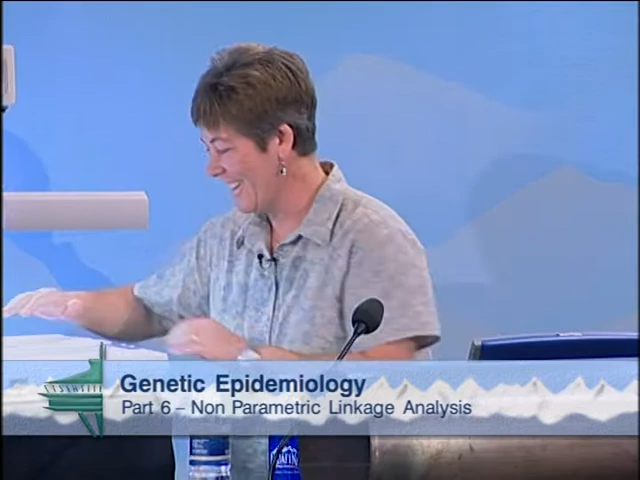 Genetic Epidemiology
Part 6 – Non Parametric Linkage Analysis